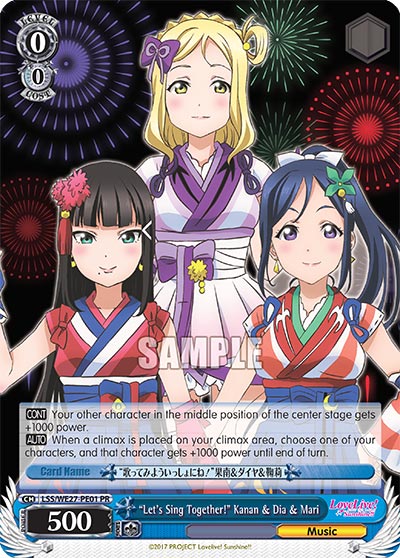 LEVEL
0
0
COST
SAMPLE
CONT Your other character in the middle position of the center stage gets
+1000 power.
AUTO When a climax is placed on your climax area, choose one of your
characters, and that character gets +1000 power until end of turn.
Card Name
“歌ってみよういっしょにね！”果南&ダイヤ&鞠莉
CH LSS/WE27-PE01 PR
500
“Let's Sing Together!” Kanan & Dia & Mari
LoveLive!
Sunshine!!
Music
©2017 PROJECT Lovelive! Sunshine!!